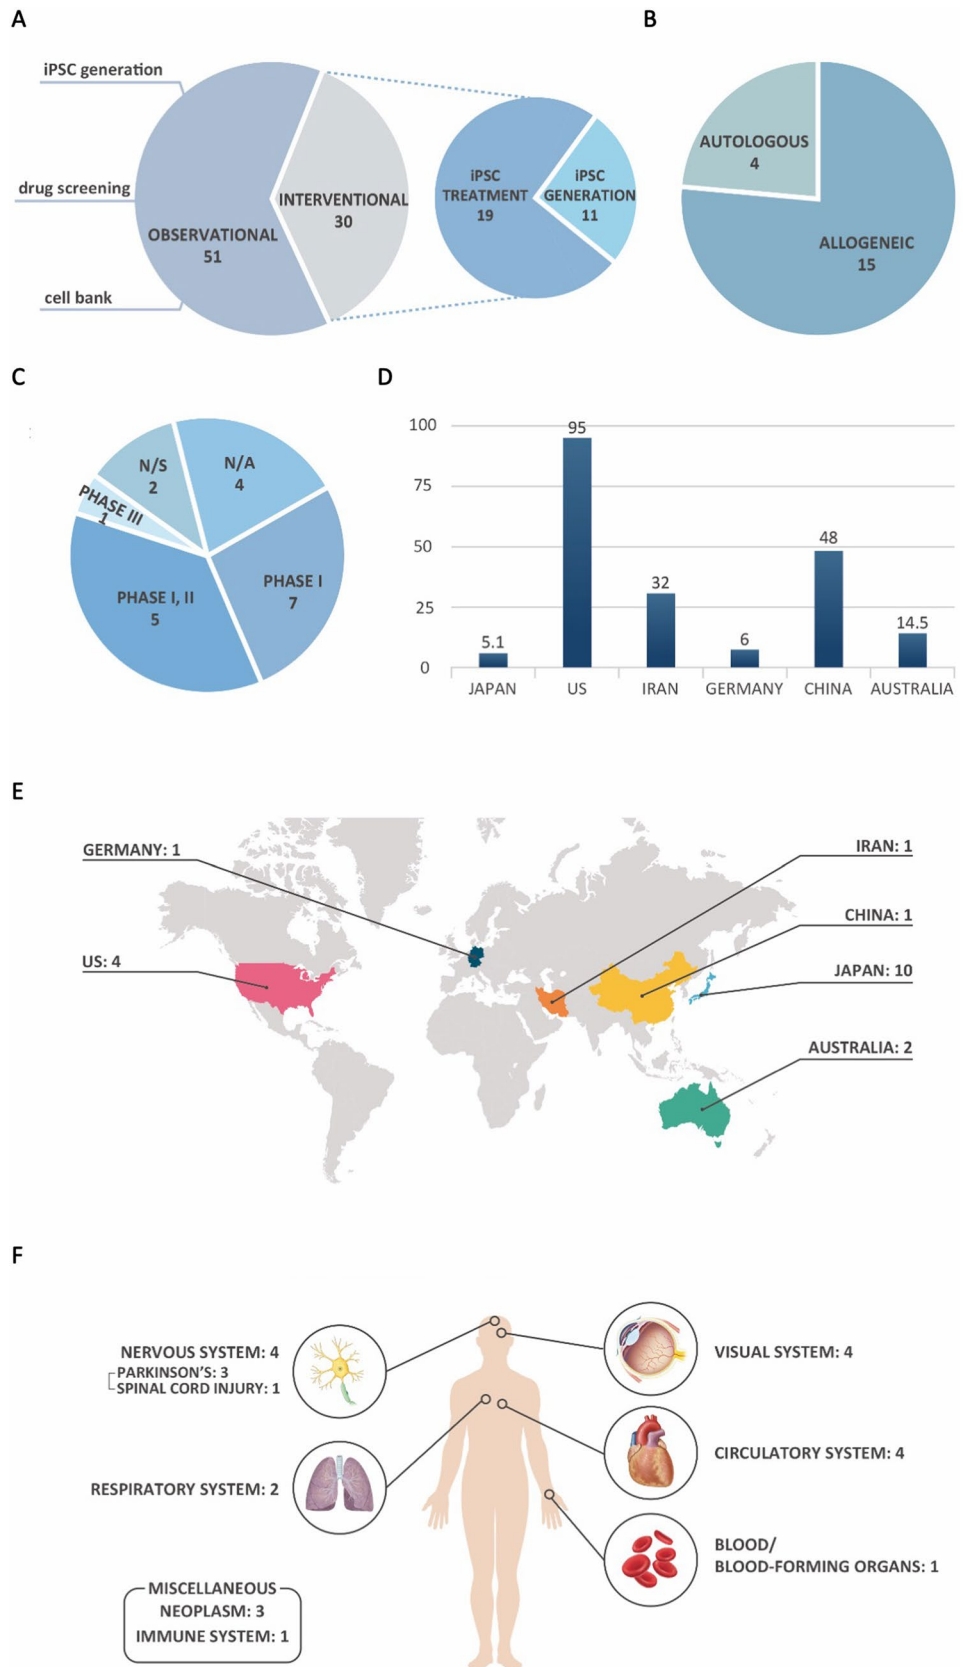 A
B
iPSC generation
drug screening
cell bank
OBSERVATIONAL
51
INTERVENTIONAL
30
iPSC
TREATMENT
19
iPSC
GENERATION
11
AUTOLOGOUS
4
ALLOGENEIC
15
C
D
N/S
2
N/A
4
PHASE III
1
PHASE I, II
5
PHASE I
7
100
75
50
25
0
5.1
95
32
6
48
14.5
JAPAN
US
IRAN
GERMANY
CHINA
AUSTRALIA
E
GERMANY: 1
US: 4
IRAN: 1
CHINA: 1
JAPAN: 10
AUSTRALIA: 2
F
NERVOUS SYSTEM: 4
PARKINSON'S: 3
SPINAL CORD INJURY: 1
RESPIRATORY SYSTEM: 2
VISUAL SYSTEM: 4
CIRCULATORY SYSTEM: 4
BLOOD/
BLOOD-FORMING ORGANS: 1
MISCELLANEOUS
NEOPLASM: 3
IMMUNE SYSTEM: 1